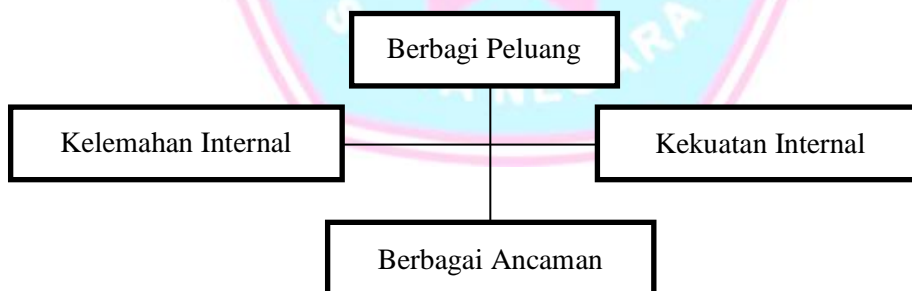 Berbagi Peluang
Kelemahan Internal
Kekuatan Internal
Berbagai Ancaman